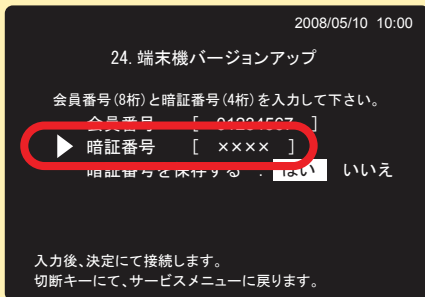 2008/05/10 10:00
24. 端末機バージョンアップ
会員番号(8桁)と暗証番号(4桁)を入力して下さい。
会員番号 [ 01234567 ]
▶ 暗証番号 [ ×××× ]
暗証番号を保存する : はい いいえ
入力後、決定にて接続します。
切断キーにて、サービスメニューに戻ります。